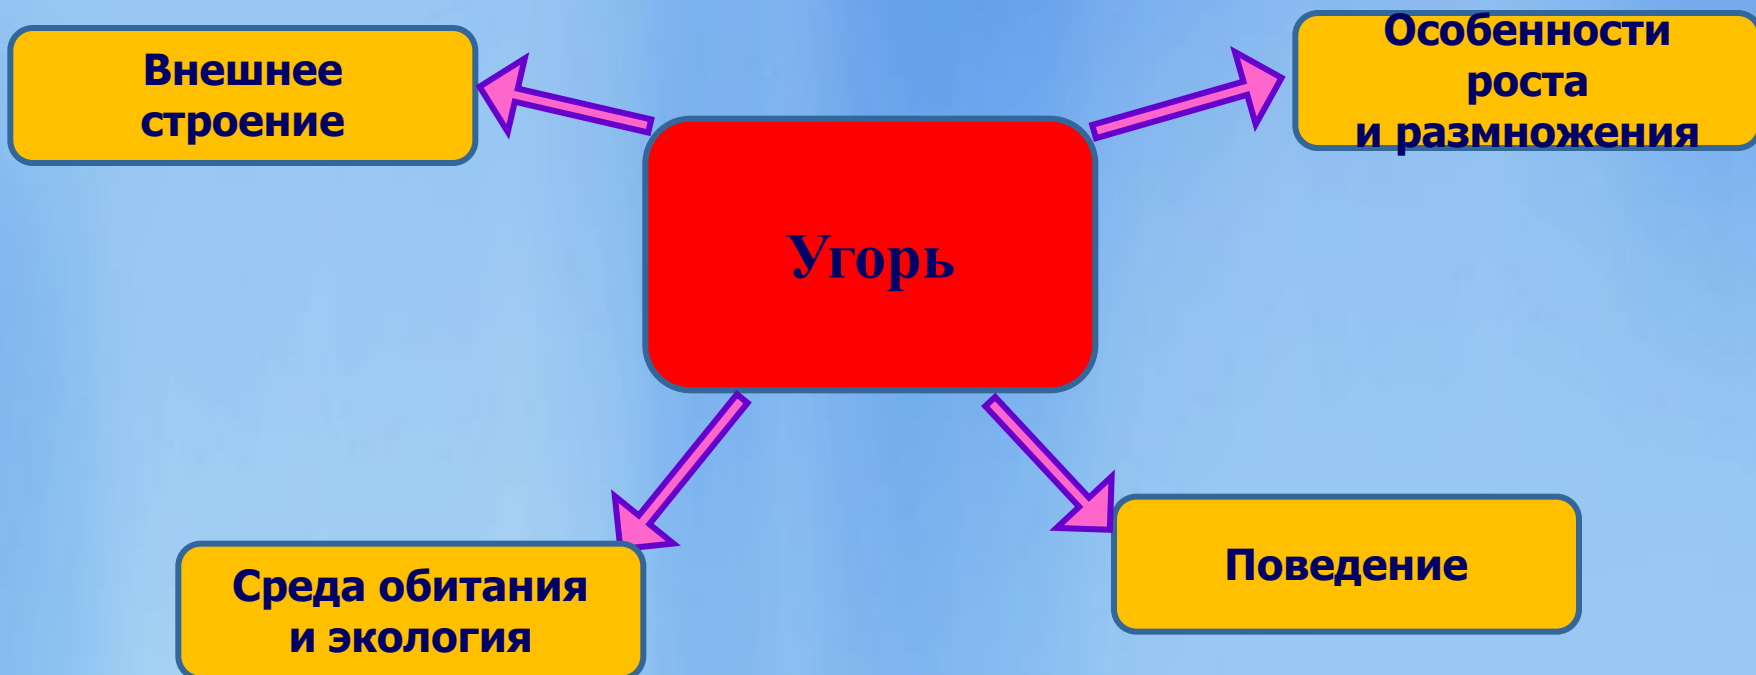 Внешнее
строение
Особенности
роста
и размножения
Угорь
Среда обитания
и экология
Поведение